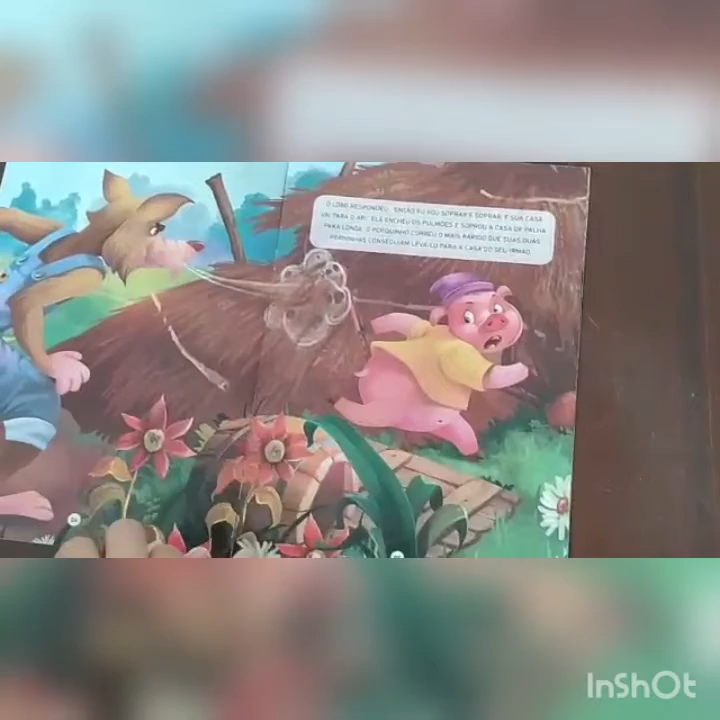 O LOBO RESPONDEU: "ENTÃO EU VOU SOPRAR E SOPRAR, E SUA CASA
VAI PARA O AR!" ELE ENCHEU OS PULMÕES E SOPROU A CASA DE PALHA
PARA LONGE. O PORQUINHO CORREU O MAIS RÁPIDO QUE SUAS DUAS
PERNINHAS CONSEGUIAM LEVÁ-LO PARA A CASA DO SEU IRMÃO.
InShOt